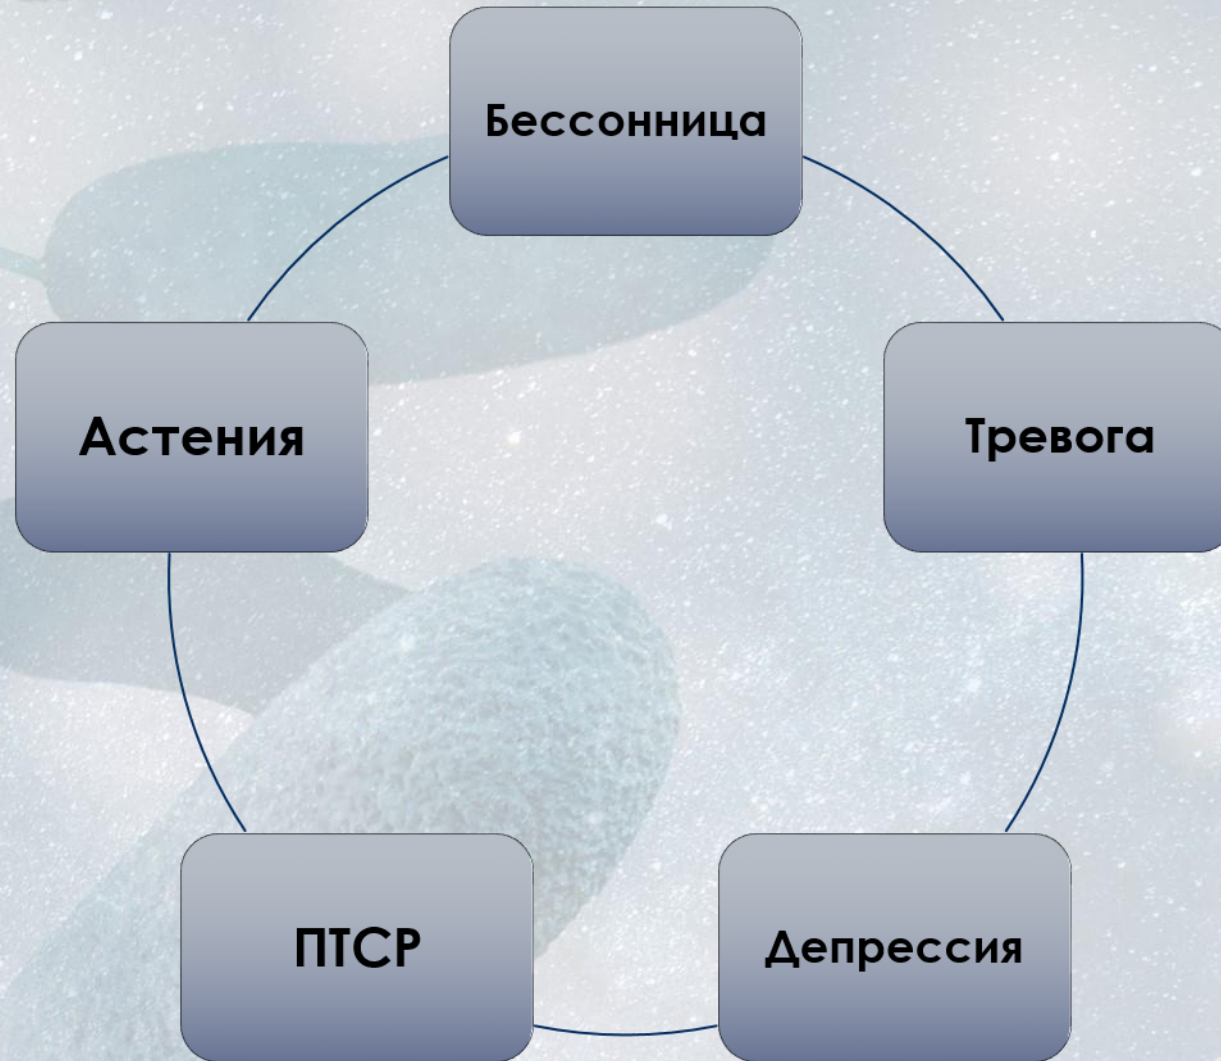 Бессонница
Астения
Тревога
ПТСР
Депрессия